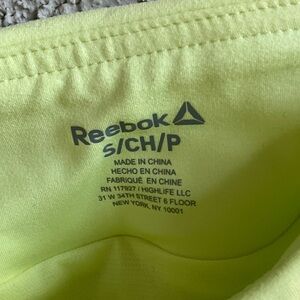 Reebok
S/CH/P
MADE IN CHINA
HECHO EN CHINA
FABRIQUÉ EN CHINE
RN 117927 / HIGHLIFE LLC
31 W 34TH STREET 6 FLOOR
NEW YORK, NY 10001